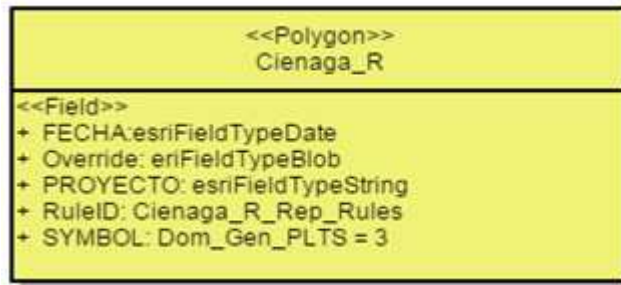 <<Polygon>>
Cienaga_R
<<Field>>
+ FECHA:esriFieldTypeDate
+ Override: eriFieldTypeBlob
+ PROYECTO: esriFieldTypeString
+ RuleID: Cienaga_R_Rep_Rules
+ SYMBOL: Dom_Gen_PLTS = 3